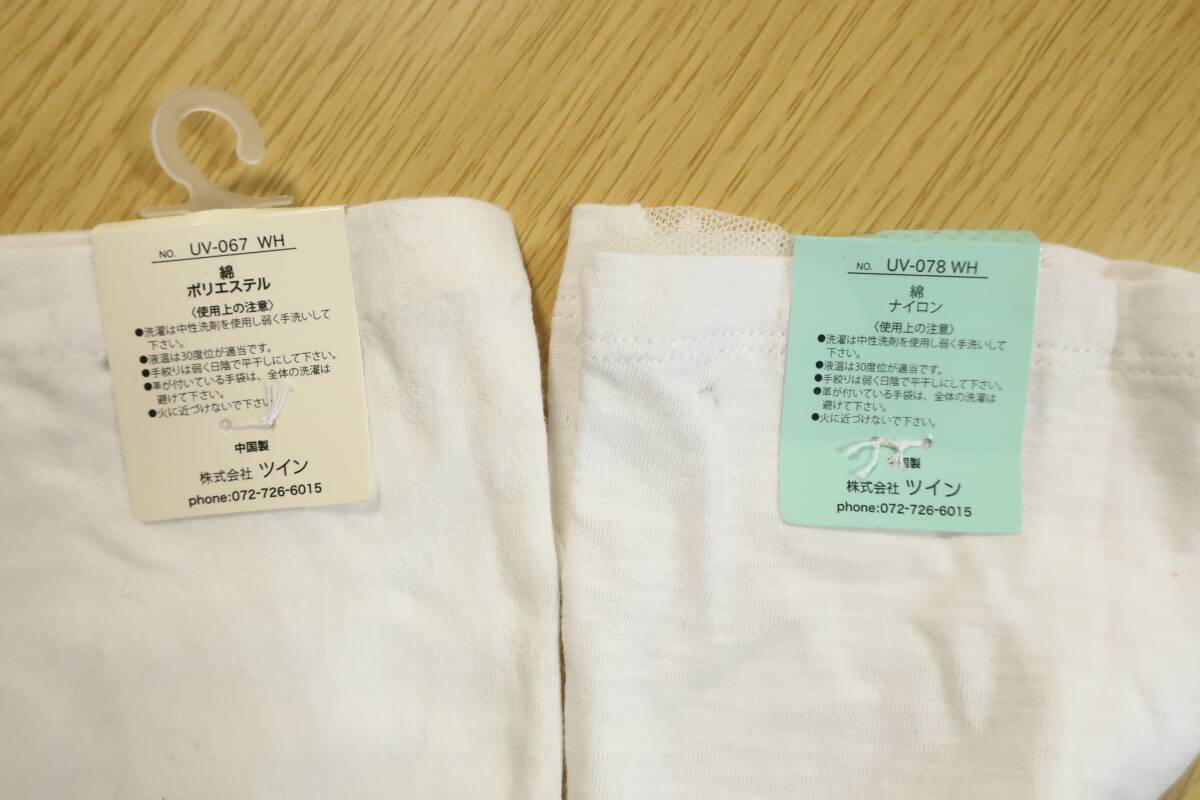 NO. UV-067 WH
綿
ポリエステル
〈使用上の注意〉
●洗濯は中性洗剤を使用し弱く手洗いして
下さい。
●液温は30度位が適当です。
●手絞りは弱く日陰で平干しにして下さい。
●革が付いている手袋は、全体の洗濯は
避けて下さい。
●火に近づけないで下さい
中国製
株式会社 ツイン
phone:072-726-6015
NO. UV-078 WH
綿
ナイロン
〈使用上の注意〉
●洗濯は中性洗剤を使用し弱く手洗いして
下さい。
●液温は30度位が適当です。
●手絞りは弱く日陰で平干しにして下さい。
●革が付いている手袋は、全体の洗濯は
避けて下さい。
●火に近づけないで下さい。
中国製
株式会社 ツイン
phone:072-726-6015